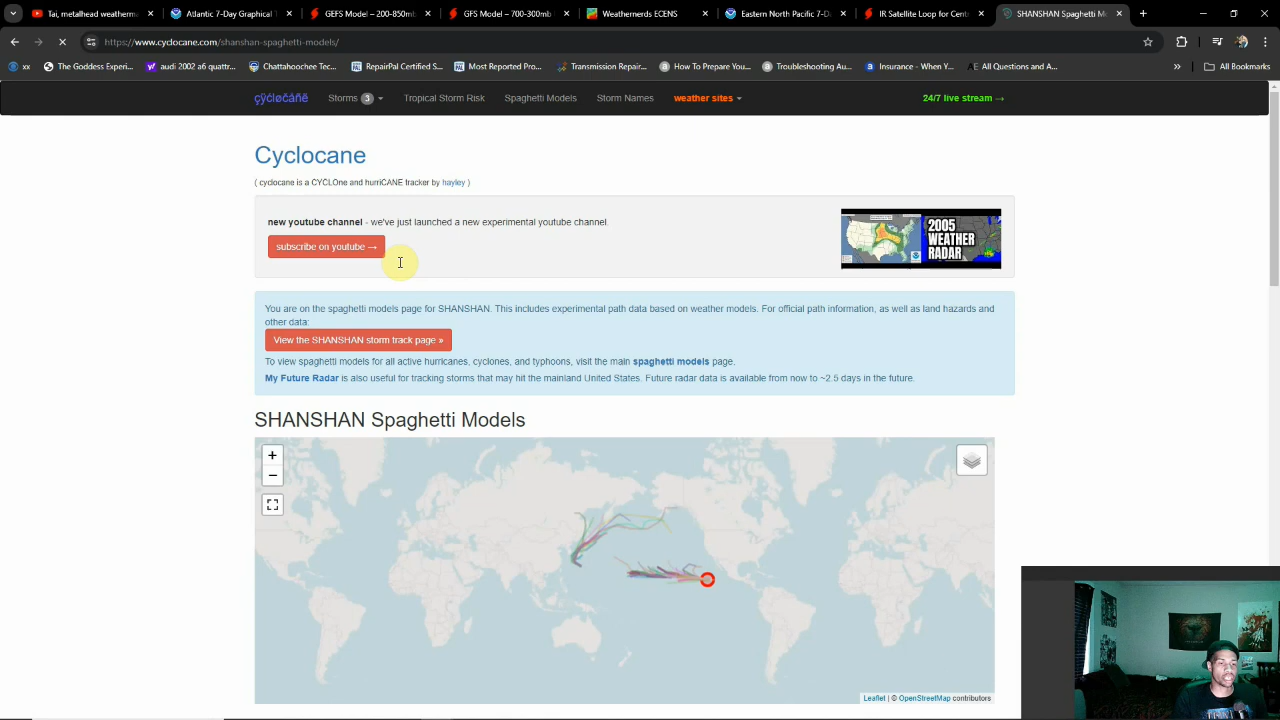 Tai, metalhead weatherma
Atlantic 7-Day Graphical
GEFS Model – 200-850mb
GFS Model – 700-300mb
Weathernerds ECENS
Eastern North Pacific 7-D
IR Satellite Loop for Cent
SHANSHAN Spaghetti M
https://www.cyclocane.com/shanshan-spaghetti-models/
xx
The Goddess Experi...
audi 2002 a6 quattr...
Chattahoochee Tec...
RepairPal Certified S...
Most Reported Pro...
Transmission Repair...
How To Prepare You...
Troubleshooting Au...
Insurance - When Y...
All Questions and A...
»
All Bookmarks
çÿćløčáñê
Storms 3
Tropical Storm Risk
Spaghetti Models
Storm Names
weather sites
24/7 live stream →
Cyclocane
( cyclocane is a CYCLOne and hurriCANE tracker by hayley )
new youtube channel - we've just launched a new experimental youtube channel.
subscribe on youtube →
2005
WEATHER
RADAR
You are on the spaghetti models page for SHANSHAN. This includes experimental path data based on weather models. For official path information, as well as land hazards and
other data:
View the SHANSHAN storm track page »
To view spaghetti models for all active hurricanes, cyclones, and typhoons, visit the main spaghetti models page.
My Future Radar is also useful for tracking storms that may hit the mainland United States. Future radar data is available from now to ~2.5 days in the future.
SHANSHAN Spaghetti Models
+
−
Leaflet | © OpenStreetMap contributors